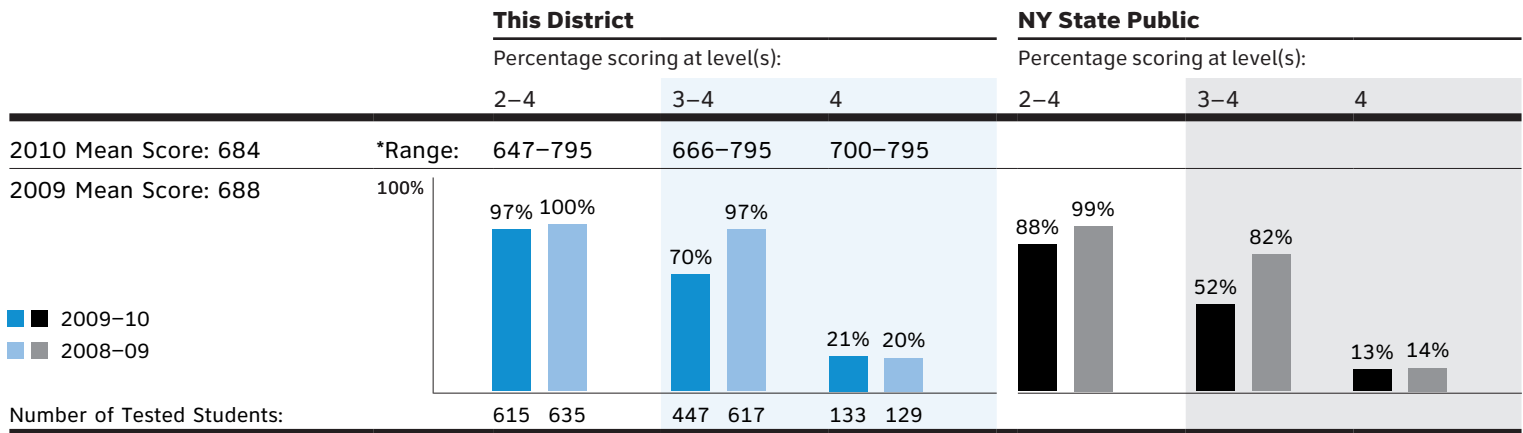 This District NY State Public
Percentage scoring at level(s): Percentage scoring at level(s):
2–4 3–4 4 2–4 3–4 4
2010 Mean Score: 684 *Range: 647–795 666–795 700–795
2009 Mean Score: 688 100%
97% 100% 97% 88% 99% 82%
70% 52%
21% 20% 13% 14%
2009–10
2008–09
Number of Tested Students: 615 635 447 617 133 129